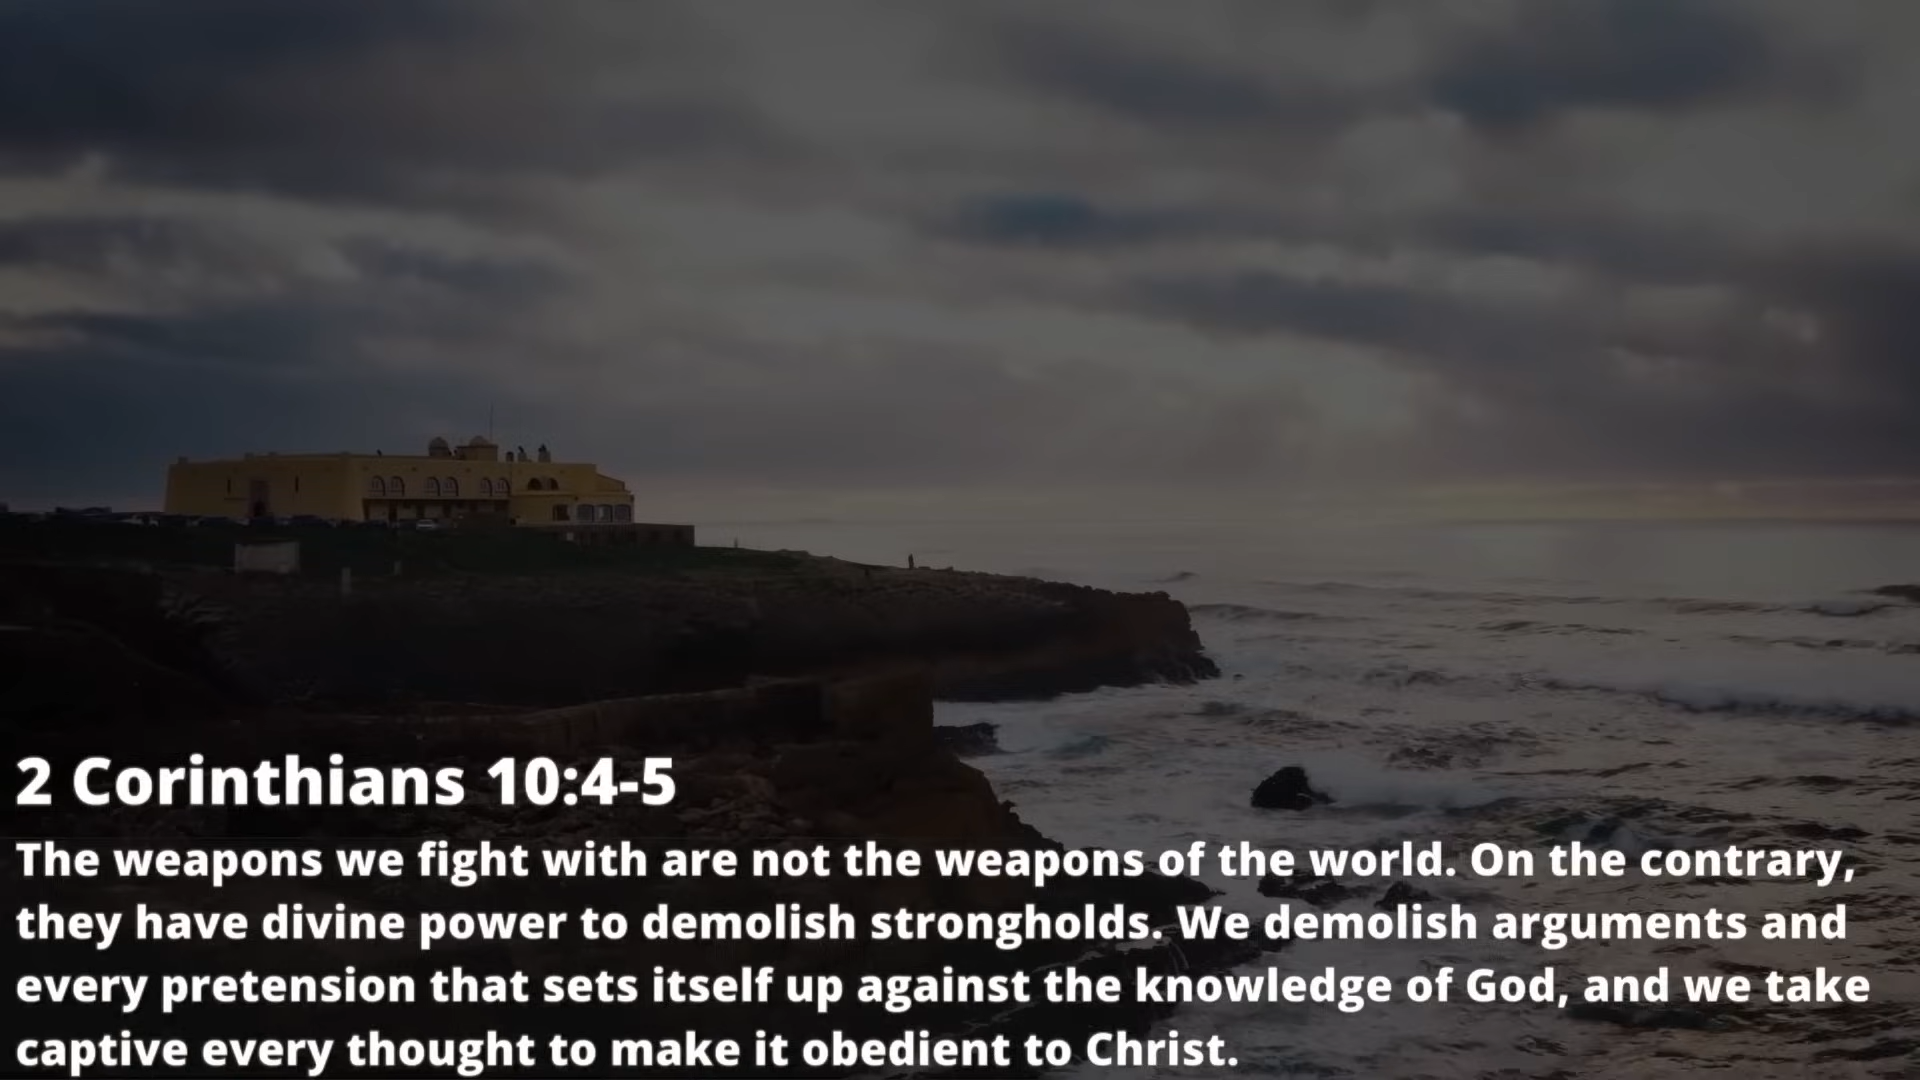 2 Corinthians 10:4-5
The weapons we fight with are not the weapons of the world. On the contrary,
they have divine power to demolish strongholds. We demolish arguments and
every pretension that sets itself up against the knowledge of God, and we take
captive every thought to make it obedient to Christ.